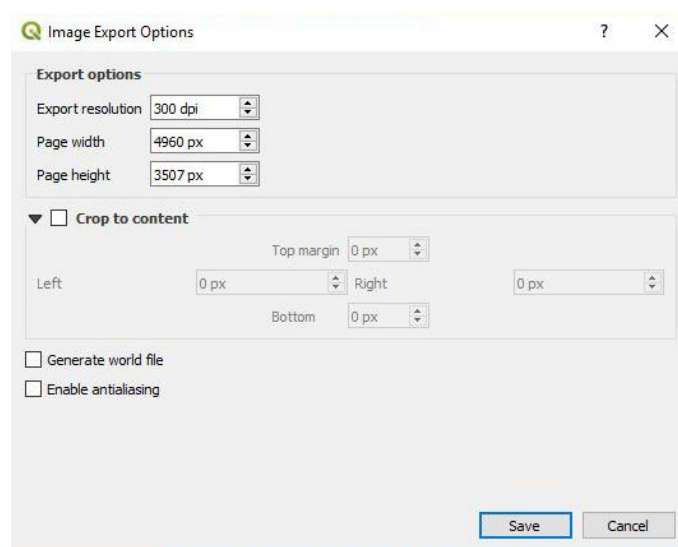 Image Export Options ?
Export options
Export resolution 300 dpi
Page width 4960 px
Page height 3507 px
Crop to content
Top margin 0 px
Left 0 px Right 0 px
Bottom 0 px
Generate world file
Enable antialiasing
Save Cancel